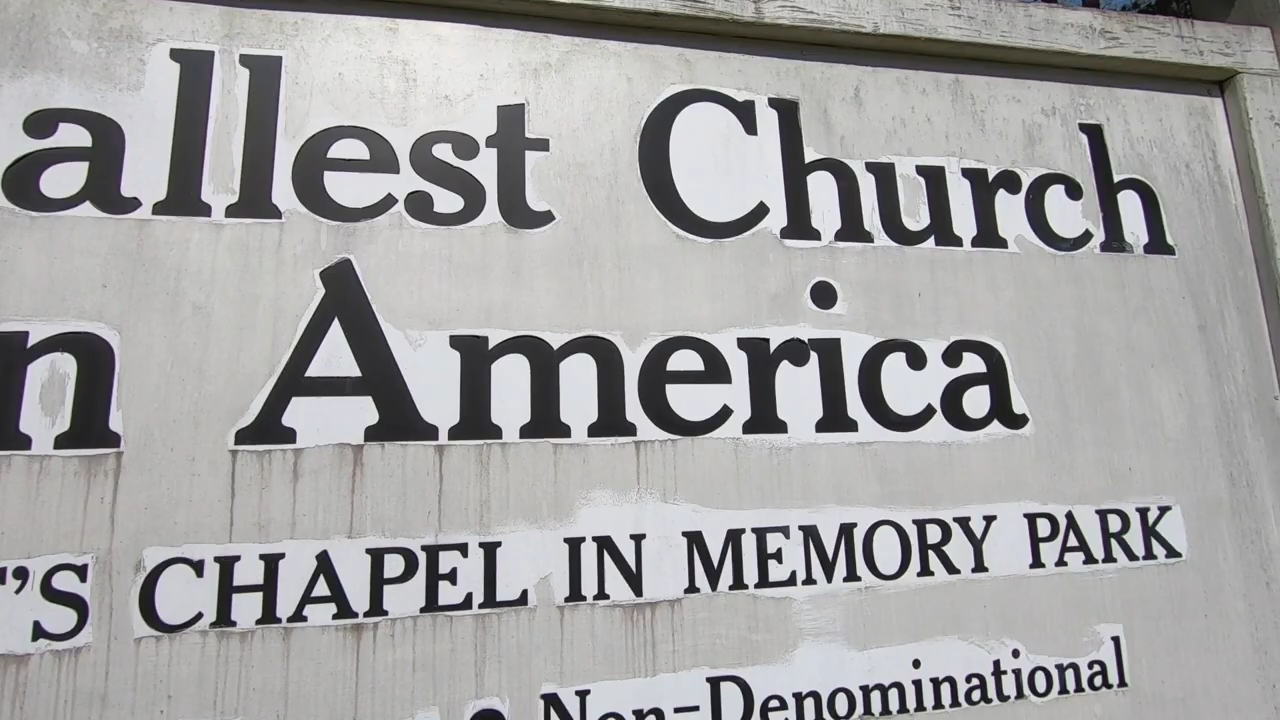 allest Church
n America
'S CHAPEL IN MEMORY PARK
Non-Denominational